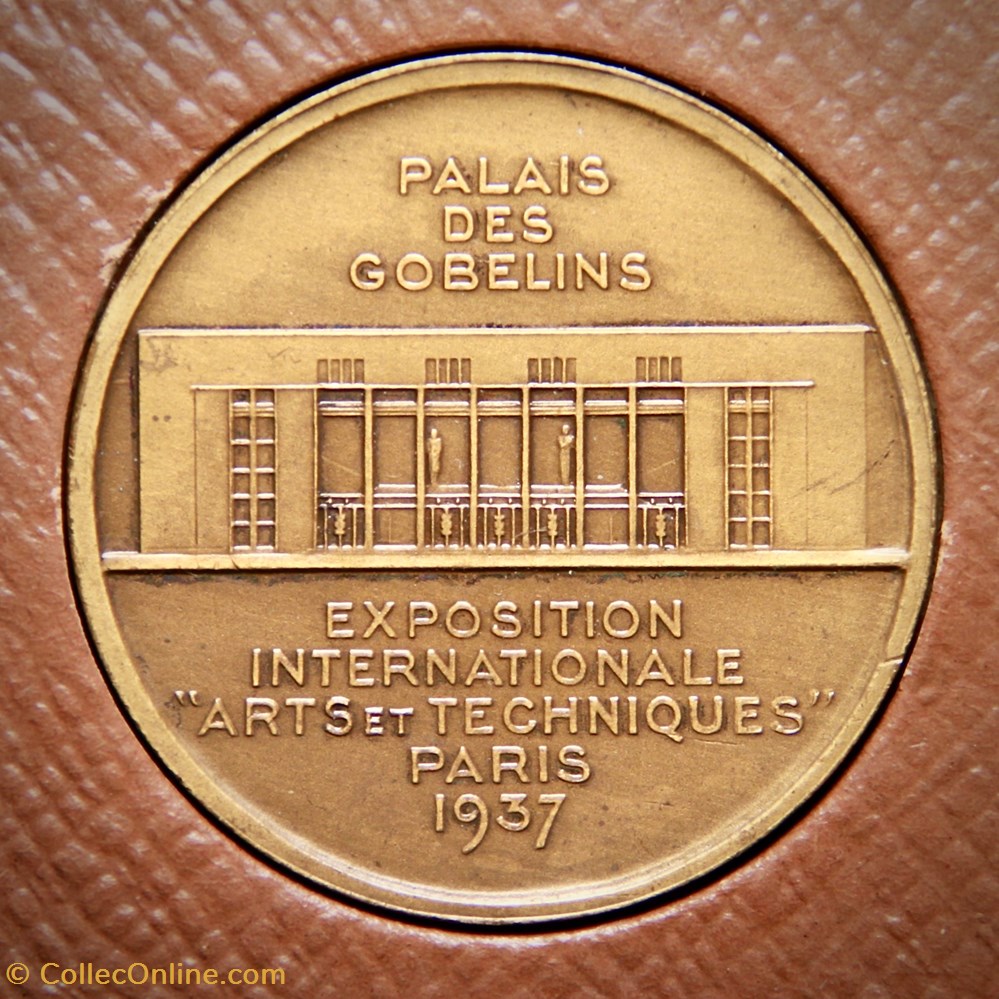 PALAIS
DES
GOBELINS
EXPOSITION
INTERNATIONALE
"ARTS ET TECHNIQUES"
PARIS
1937
© CollecOnline.com